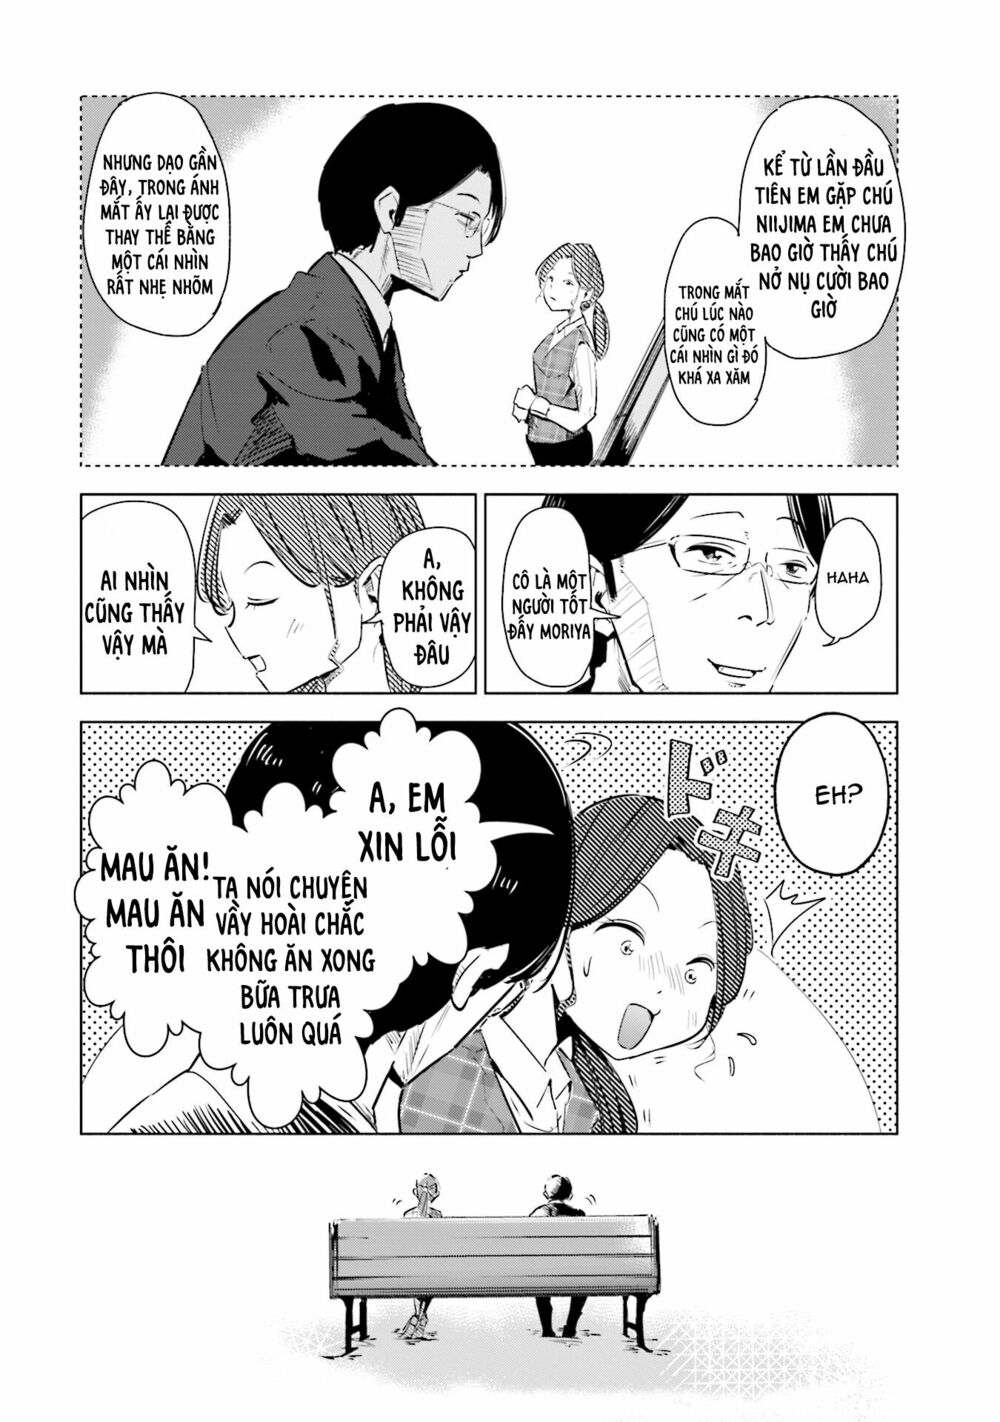 KỂ TỪ LẦN ĐẦU
TIÊN EM GẶP CHÚ
NIIJIMA EM CHƯA
BAO GIỜ THẤY CHÚ
NỞ NỤ CƯỜI BAO
GIỜ
TRONG MẮT
CHÚ LÚC NÀO
CŨNG CÓ MỘT
CÁI NHÌN GÌ ĐÓ
KHÁ XA XĂM
NHƯNG DẠO GẦN
ĐÂY, TRONG ÁNH
MẮT ẤY LẠI ĐƯỢC
THAY THẾ BẰNG
MỘT CÁI NHÌN
RẤT NHẸ NHÕM
HAHA
CÔ LÀ MỘT
NGƯỜI TỐT
ĐẤY MORIYA
A,
KHÔNG
PHẢI VẬY
ĐÂU
AI NHÌN
CŨNG THẤY
VẬY MÀ
EH?
ドキ
A, EM
XIN LỖI
TA NÓI CHUYỆN
VẦY HOÀI CHẮC
KHÔNG ĂN XONG
BỮA TRƯA
LUÔN QUÁ
MAU ĂN!
MAU ĂN
THÔI